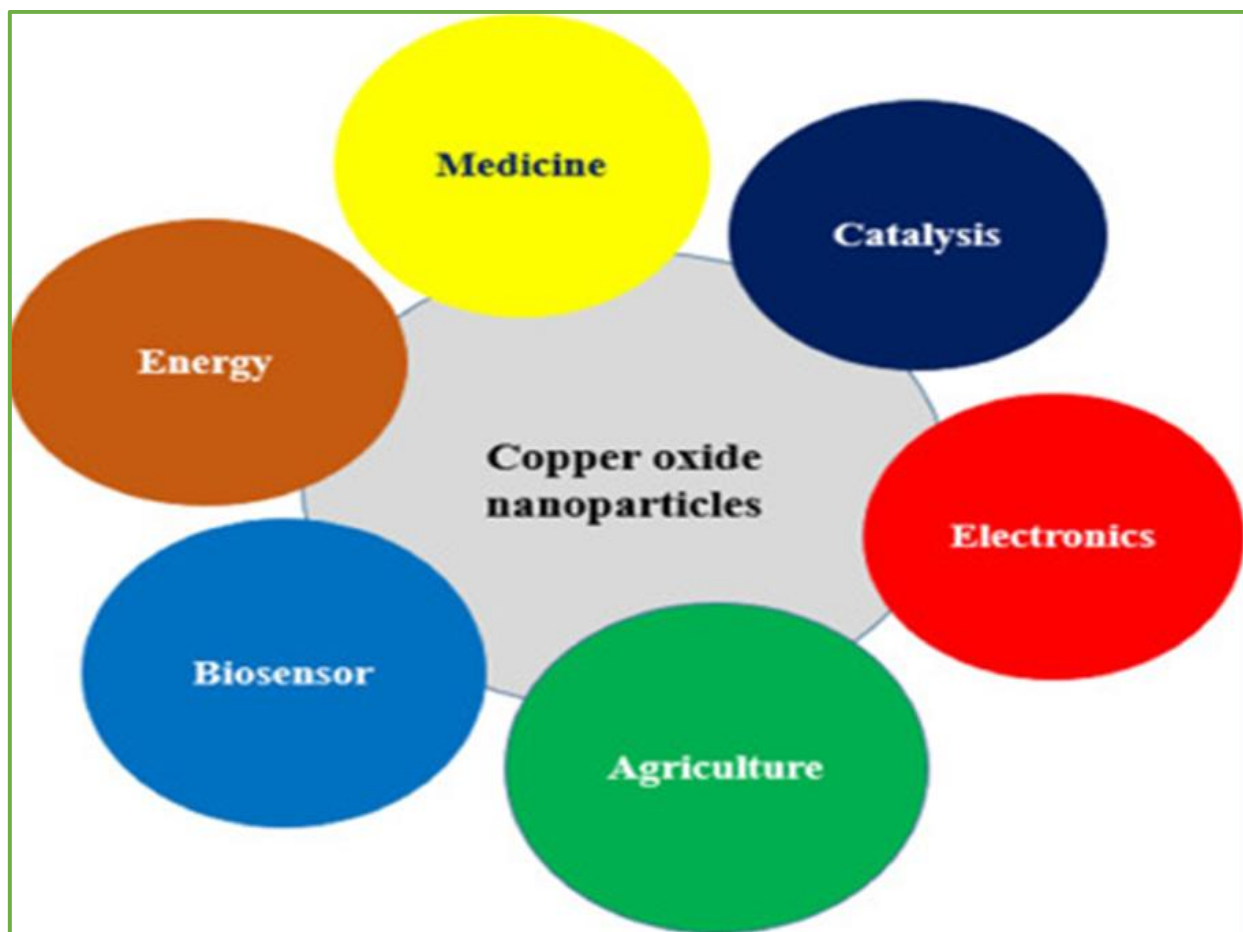 Medicine
Catalysis
Energy
Copper oxide
nanoparticles
Electronics
Biosensor
Agriculture